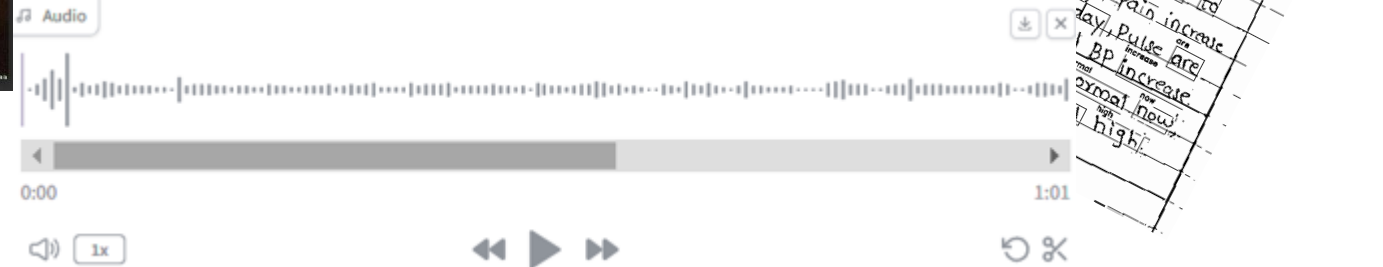 Audio
0:00
1:01
1x
to
pain increase
day, Pulse are
are
BP increase
increase
normal now
now
high
high